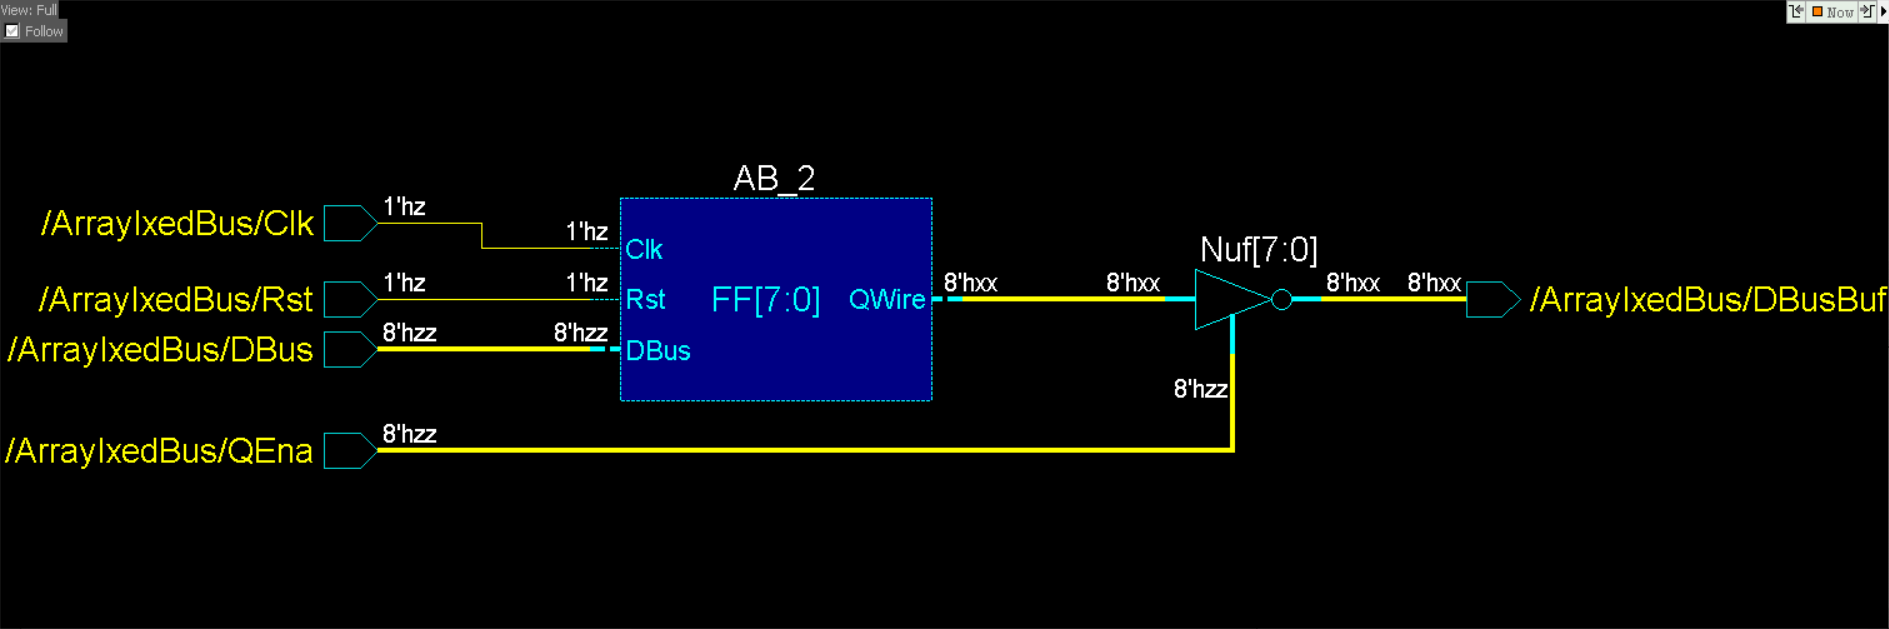 View: Full
Follow
Now
AB_2
/ArrayIxedBus/Clk
1'hz
1'hz
Clk
/ArrayIxedBus/Rst
1'hz
1'hz
Rst
FF[7:0]
QWire
8'hxx
8'hxx
Nuf[7:0]
8'hxx
8'hxx
/ArrayIxedBus/DBusBuf
/ArrayIxedBus/DBus
8'hzz
8'hzz
DBus
8'hzz
/ArrayIxedBus/QEna
8'hzz